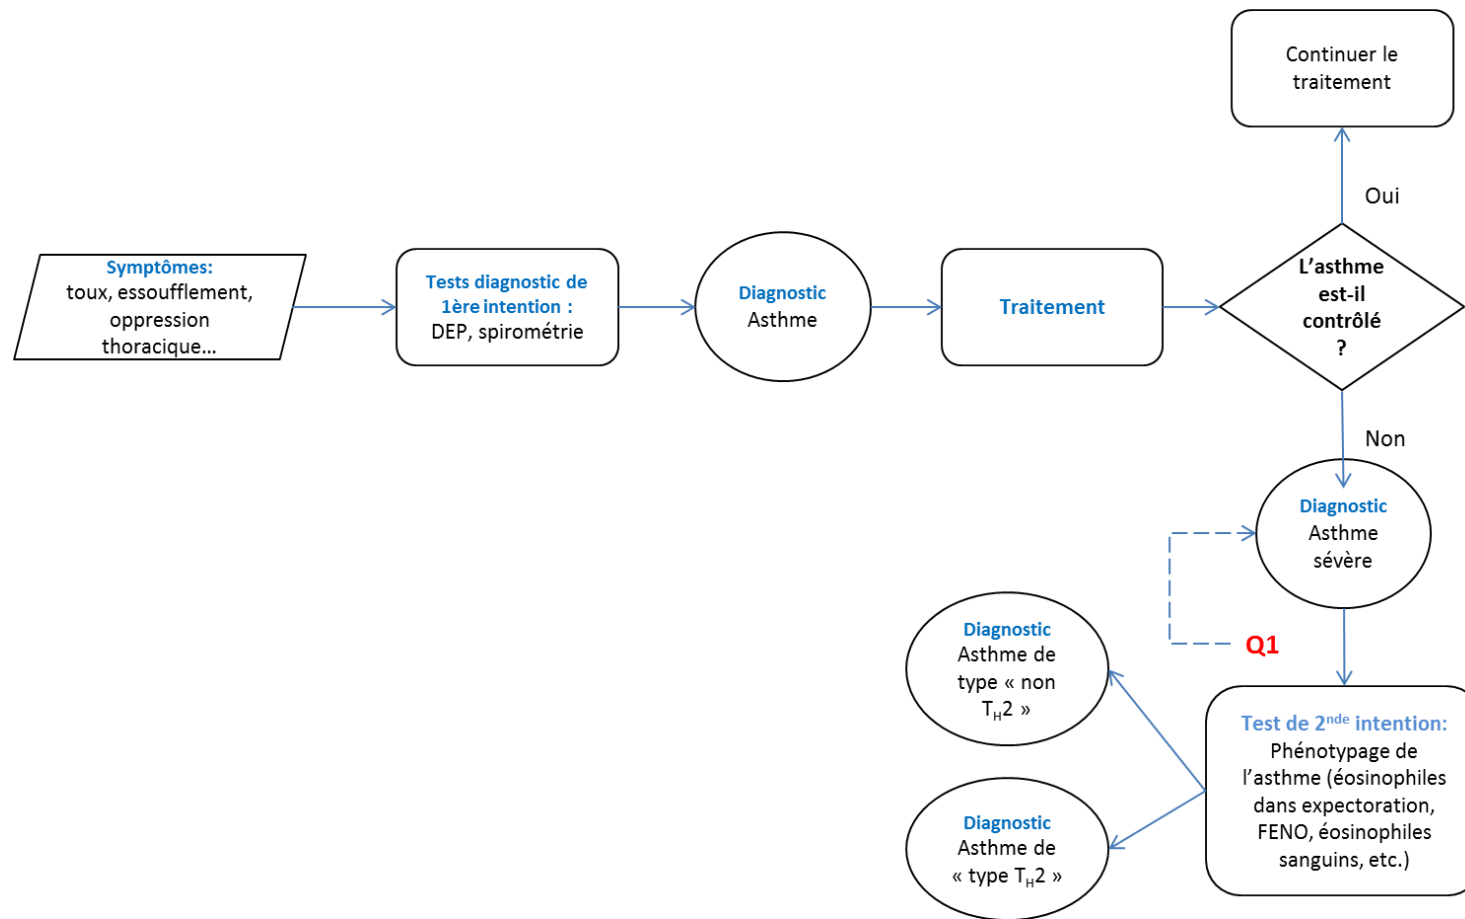 Symptômes:
toux, essoufflement,
oppression
thoracique...
Tests diagnostic de
1ère intention :
DEP, spirométrie
Diagnostic
Asthme
Traitement
L'asthme
est-il
contrôlé
?
Oui
Continuer le
traitement
Non
Diagnostic
Asthme
sévère
Q1
Test de 2nde intention:
Phénotypage de
l'asthme (éosinophiles
dans expectoration,
FENO, éosinophiles
sanguins, etc.)
Diagnostic
Asthme de
type « non
TH2 »
Diagnostic
Asthme de
« type TH2 »